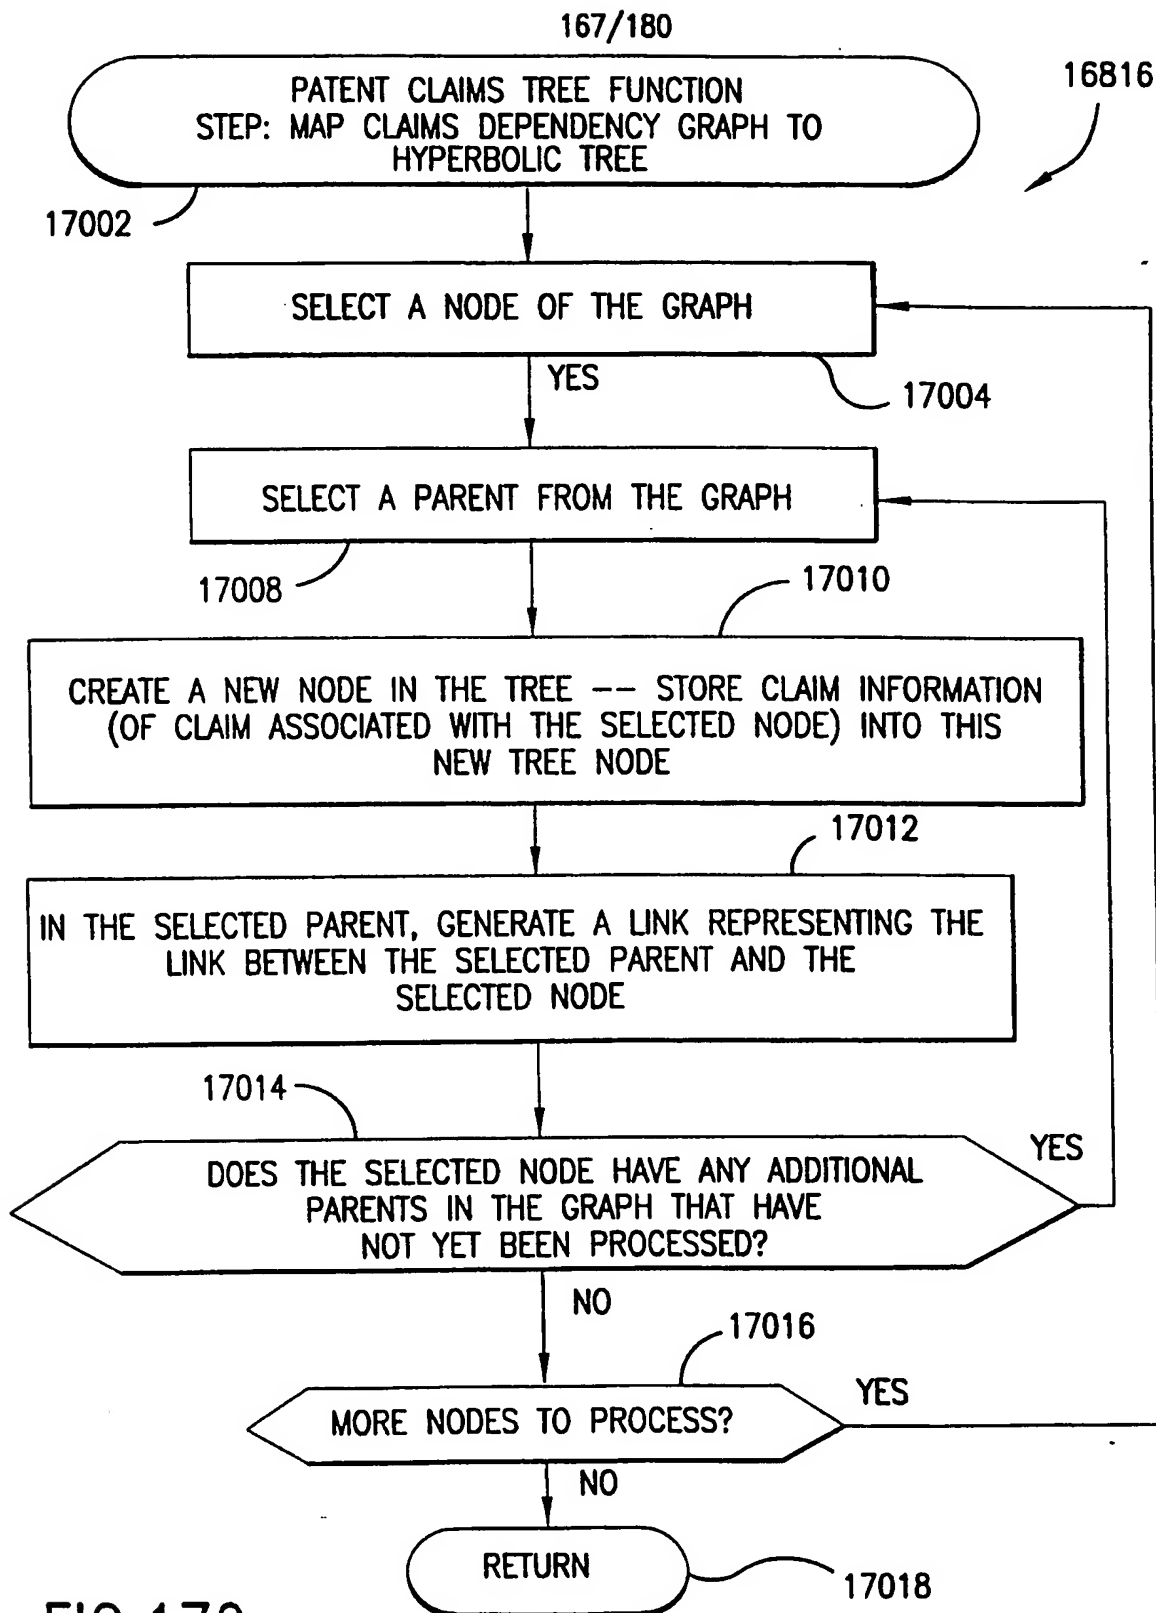 167/180
PATENT CLAIMS TREE FUNCTION
STEP: MAP CLAIMS DEPENDENCY GRAPH TO
HYPERBOLIC TREE
16816
17002
SELECT A NODE OF THE GRAPH
YES
17004
SELECT A PARENT FROM THE GRAPH
17008
17010
CREATE A NEW NODE IN THE TREE -- STORE CLAIM INFORMATION
(OF CLAIM ASSOCIATED WITH THE SELECTED NODE) INTO THIS
NEW TREE NODE
17012
IN THE SELECTED PARENT, GENERATE A LINK REPRESENTING THE
LINK BETWEEN THE SELECTED PARENT AND THE
SELECTED NODE
17014
YES
DOES THE SELECTED NODE HAVE ANY ADDITIONAL
PARENTS IN THE GRAPH THAT HAVE
NOT YET BEEN PROCESSED?
NO
17016
YES
MORE NODES TO PROCESS?
NO
RETURN
17018